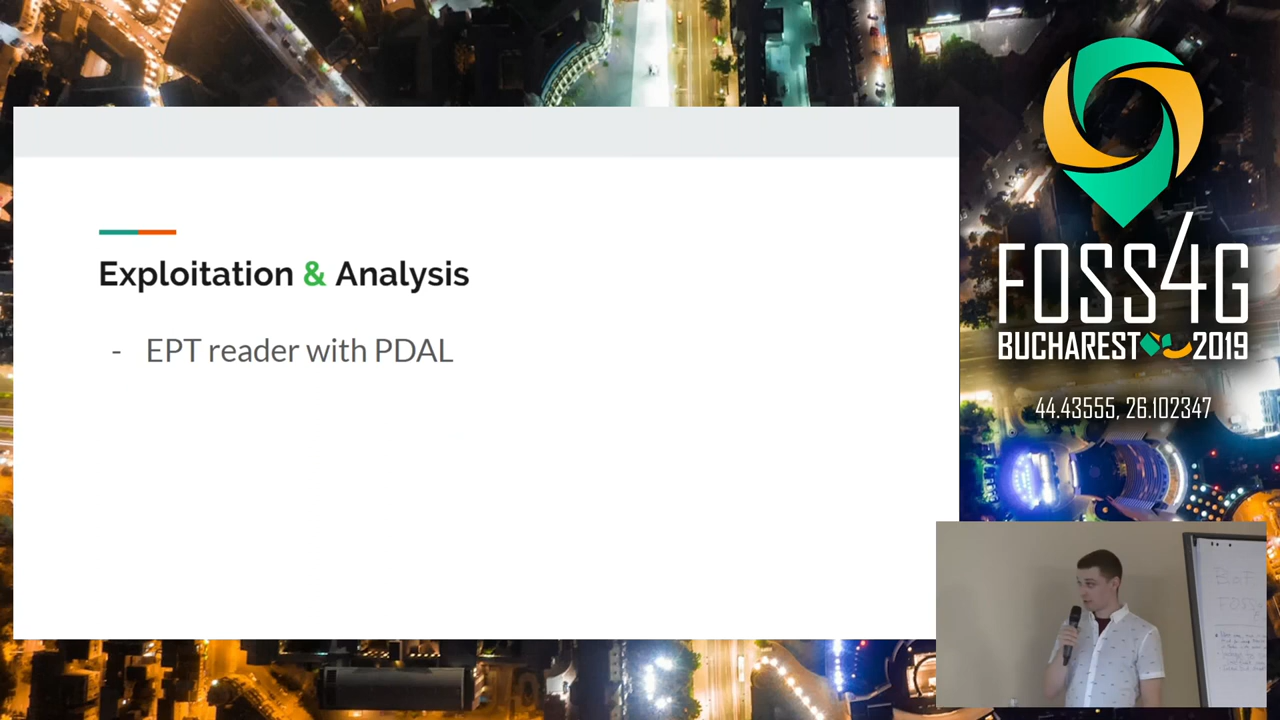 Exploitation & Analysis
- EPT reader with PDAL
FOSS4G
BUCHAREST 2019
44.43555, 26.102347